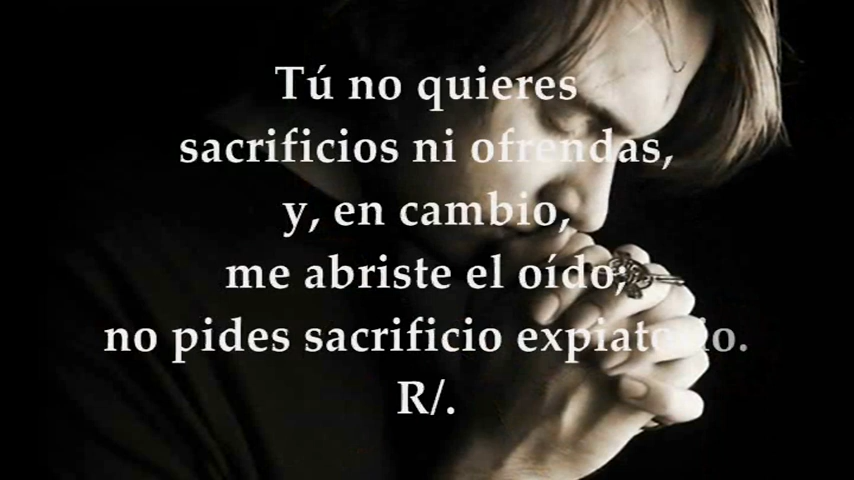 Tú no quieres
sacrificios ni ofrendas,
y, en cambio,
me abriste el oído;
no pides sacrificio expiatorio.
R/.